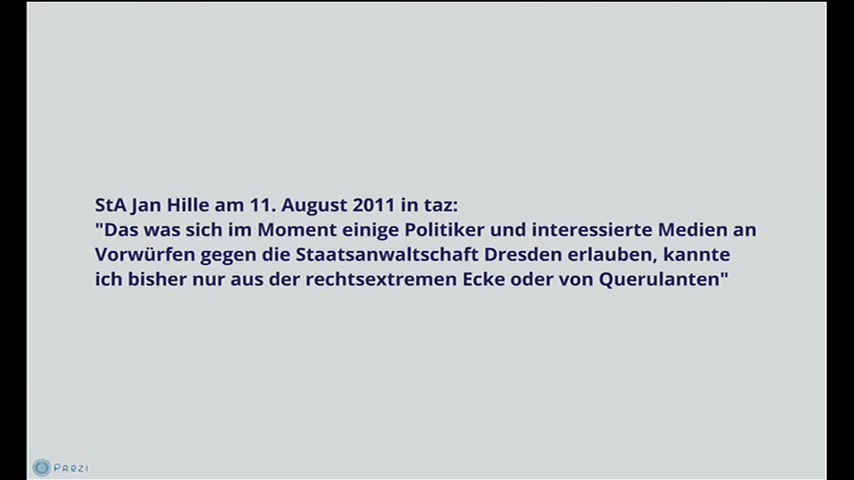 StA Jan Hille am 11. August 2011 in taz:
"Das was sich im Moment einige Politiker und interessierte Medien an
Vorwürfen gegen die Staatsanwaltschaft Dresden erlauben, kannte
ich bisher nur aus der rechtsextremen Ecke oder von Querulanten"
Prezi